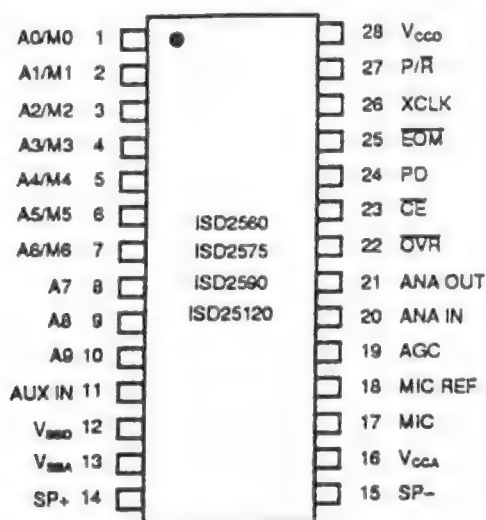 A0/M0 1
A1/M1 2
A2/M2 3
A3/M3 4
A4/M4 5
A5/M5 6
A6/M6 7
A7 8
A8 9
A9 10
AUX IN 11
VSSD 12
VSSA 13
SP+ 14
ISD2560
ISD2575
ISD2590
ISD25120
28 VCCD
27 P/R̅
26 XCLK
25 E̅O̅M̅
24 PD
23 C̅E̅
22 O̅V̅R̅
21 ANA OUT
20 ANA IN
19 AGC
18 MIC REF
17 MIC
16 VCCA
15 SP-